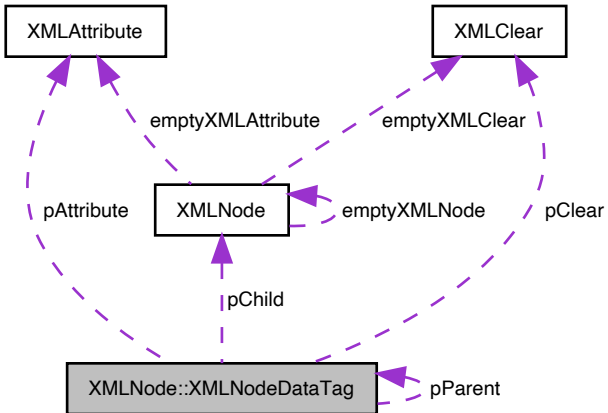 XMLAttribute
XMLClear
emptyXMLAttribute
emptyXMLClear
pAttribute
XMLNode
emptyXMLNode
pClear
pChild
XMLNode::XMLNodeDataTag
pParent